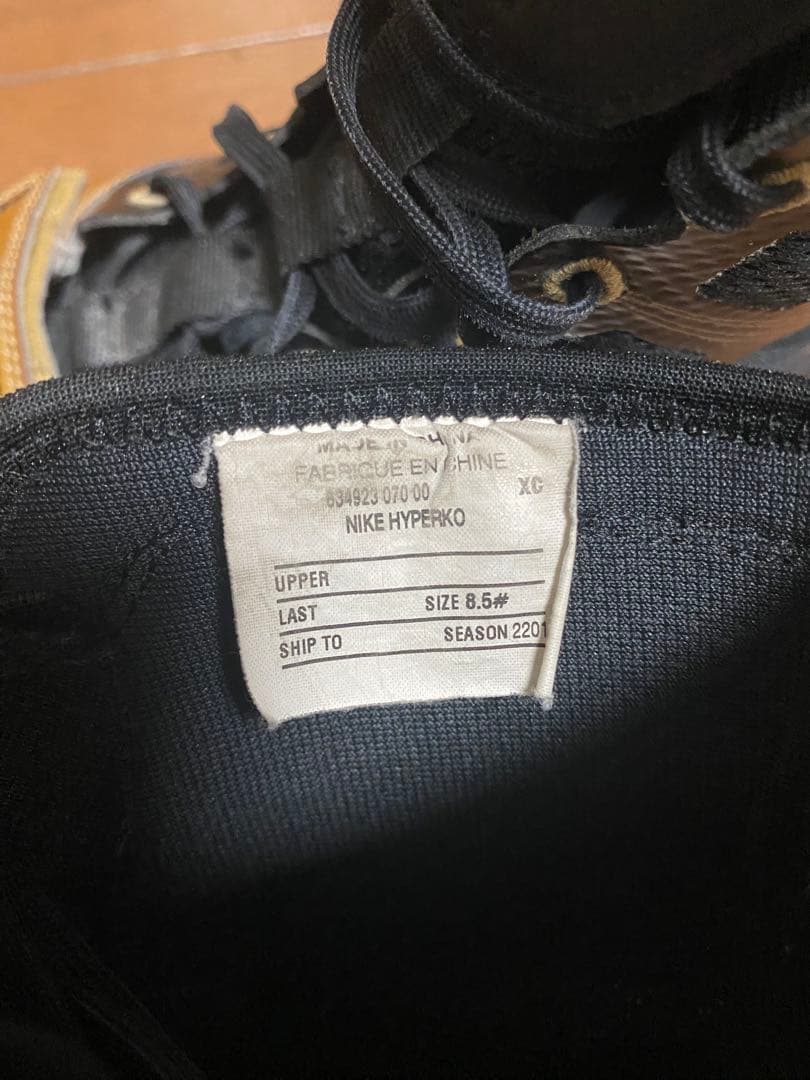 MADE IN CHINA
FABRIQUE EN CHINE
634923 070 00 XC
NIKE HYPERKO
UPPER
LAST SIZE 8.5#
SHIP TO SEASON 2201